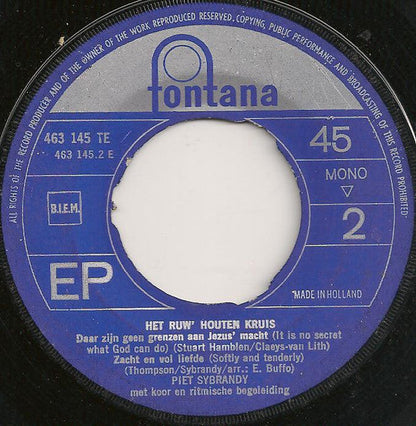 ALL RIGHTS OF THE RECORD PRODUCER AND OF THE OWNER OF THE WORK REPRODUCED RESERVED. COPYING, PUBLIC PERFORMANCE AND BROADCASTING OF THIS RECORD PROHIBITED
fontana
463 145 TE
463 145.2 E
45
MONO
B.I.E.M.
2
EP
MADE IN HOLLAND
HET RUW' HOUTEN KRUIS
Daar zijn geen grenzen aan Jezus' macht (It is no secret
what God can do) (Stuart Hamblen/Claeys-van Lith)
Zacht en vol liefde (Softly and tenderly)
(Thompson/Sybrandy/arr.: E. Buffo)
PIET SYBRANDY
met koor en ritmische begeleiding